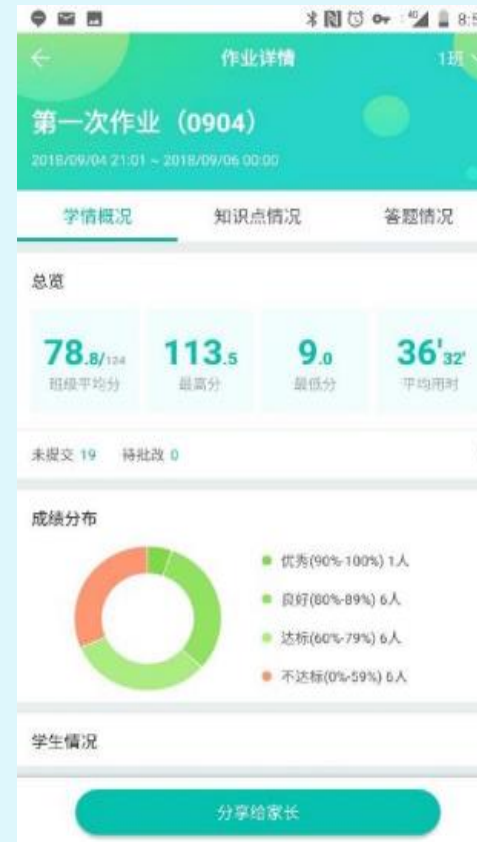 4G 8:5
作业详情 1班
第一次作业（0904）
2018/09/04 21:01 ~ 2018/09/06 00:00
学情概况 知识点情况 答题情况
总览
78.8/124 113.5 9.0 36'32'
班级平均分 最高分 最低分 平均用时
未提交 19 待批改 0
成绩分布
优秀(90%-100%) 1人
良好(80%-89%) 6人
达标(60%-79%) 6人
不达标(0%-59%) 6人
学生情况
分享给家长